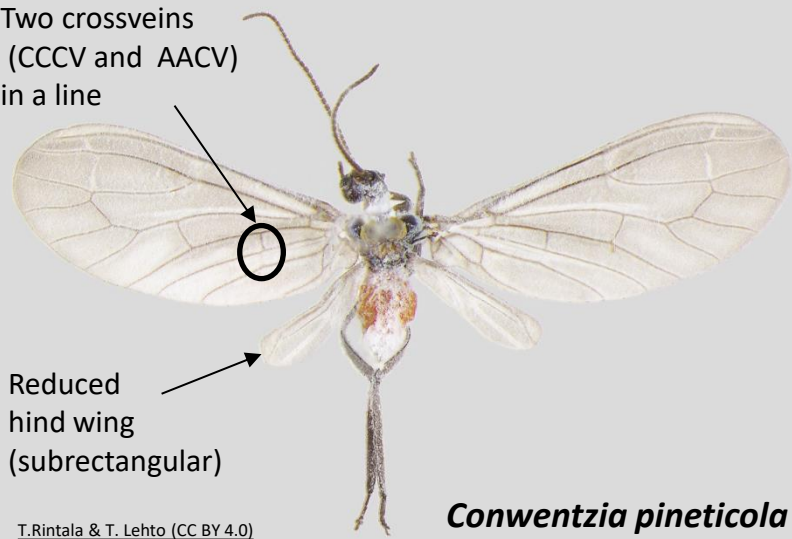 Two crossveins
(CCCV and AACV)
in a line
Reduced
hind wing
(subrectangular)
T.Rintala & T. Lehto (CC BY 4.0)
Conwentzia pineticola